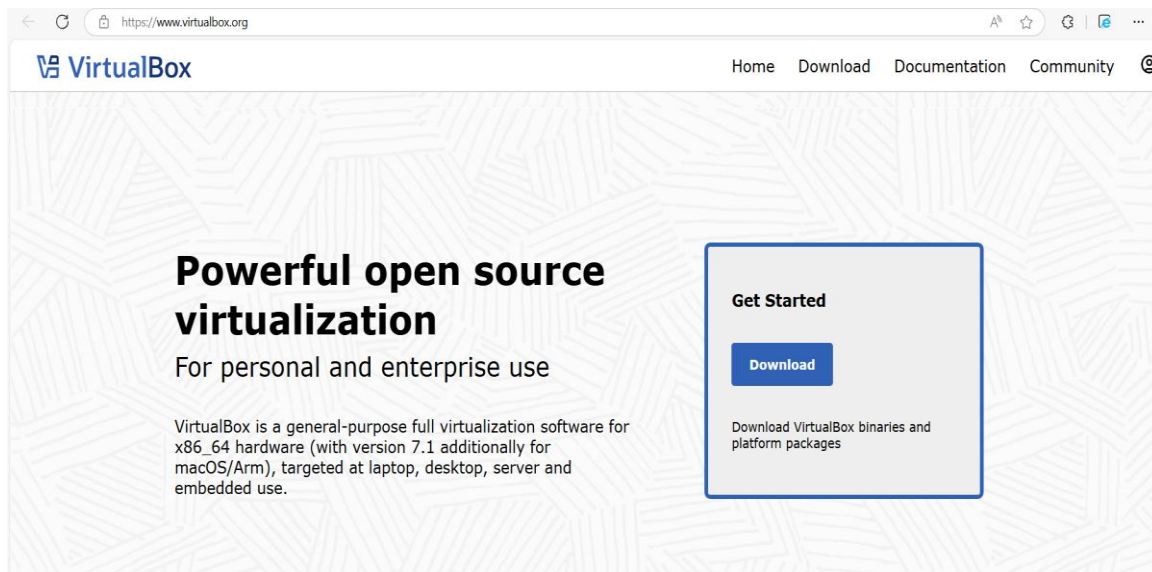 https://www.virtualbox.org
VirtualBox
Home Download Documentation Community
Powerful open source
virtualization
For personal and enterprise use
VirtualBox is a general-purpose full virtualization software for
x86_64 hardware (with version 7.1 additionally for
macOS/Arm), targeted at laptop, desktop, server and
embedded use.
Get Started
Download
Download VirtualBox binaries and
platform packages